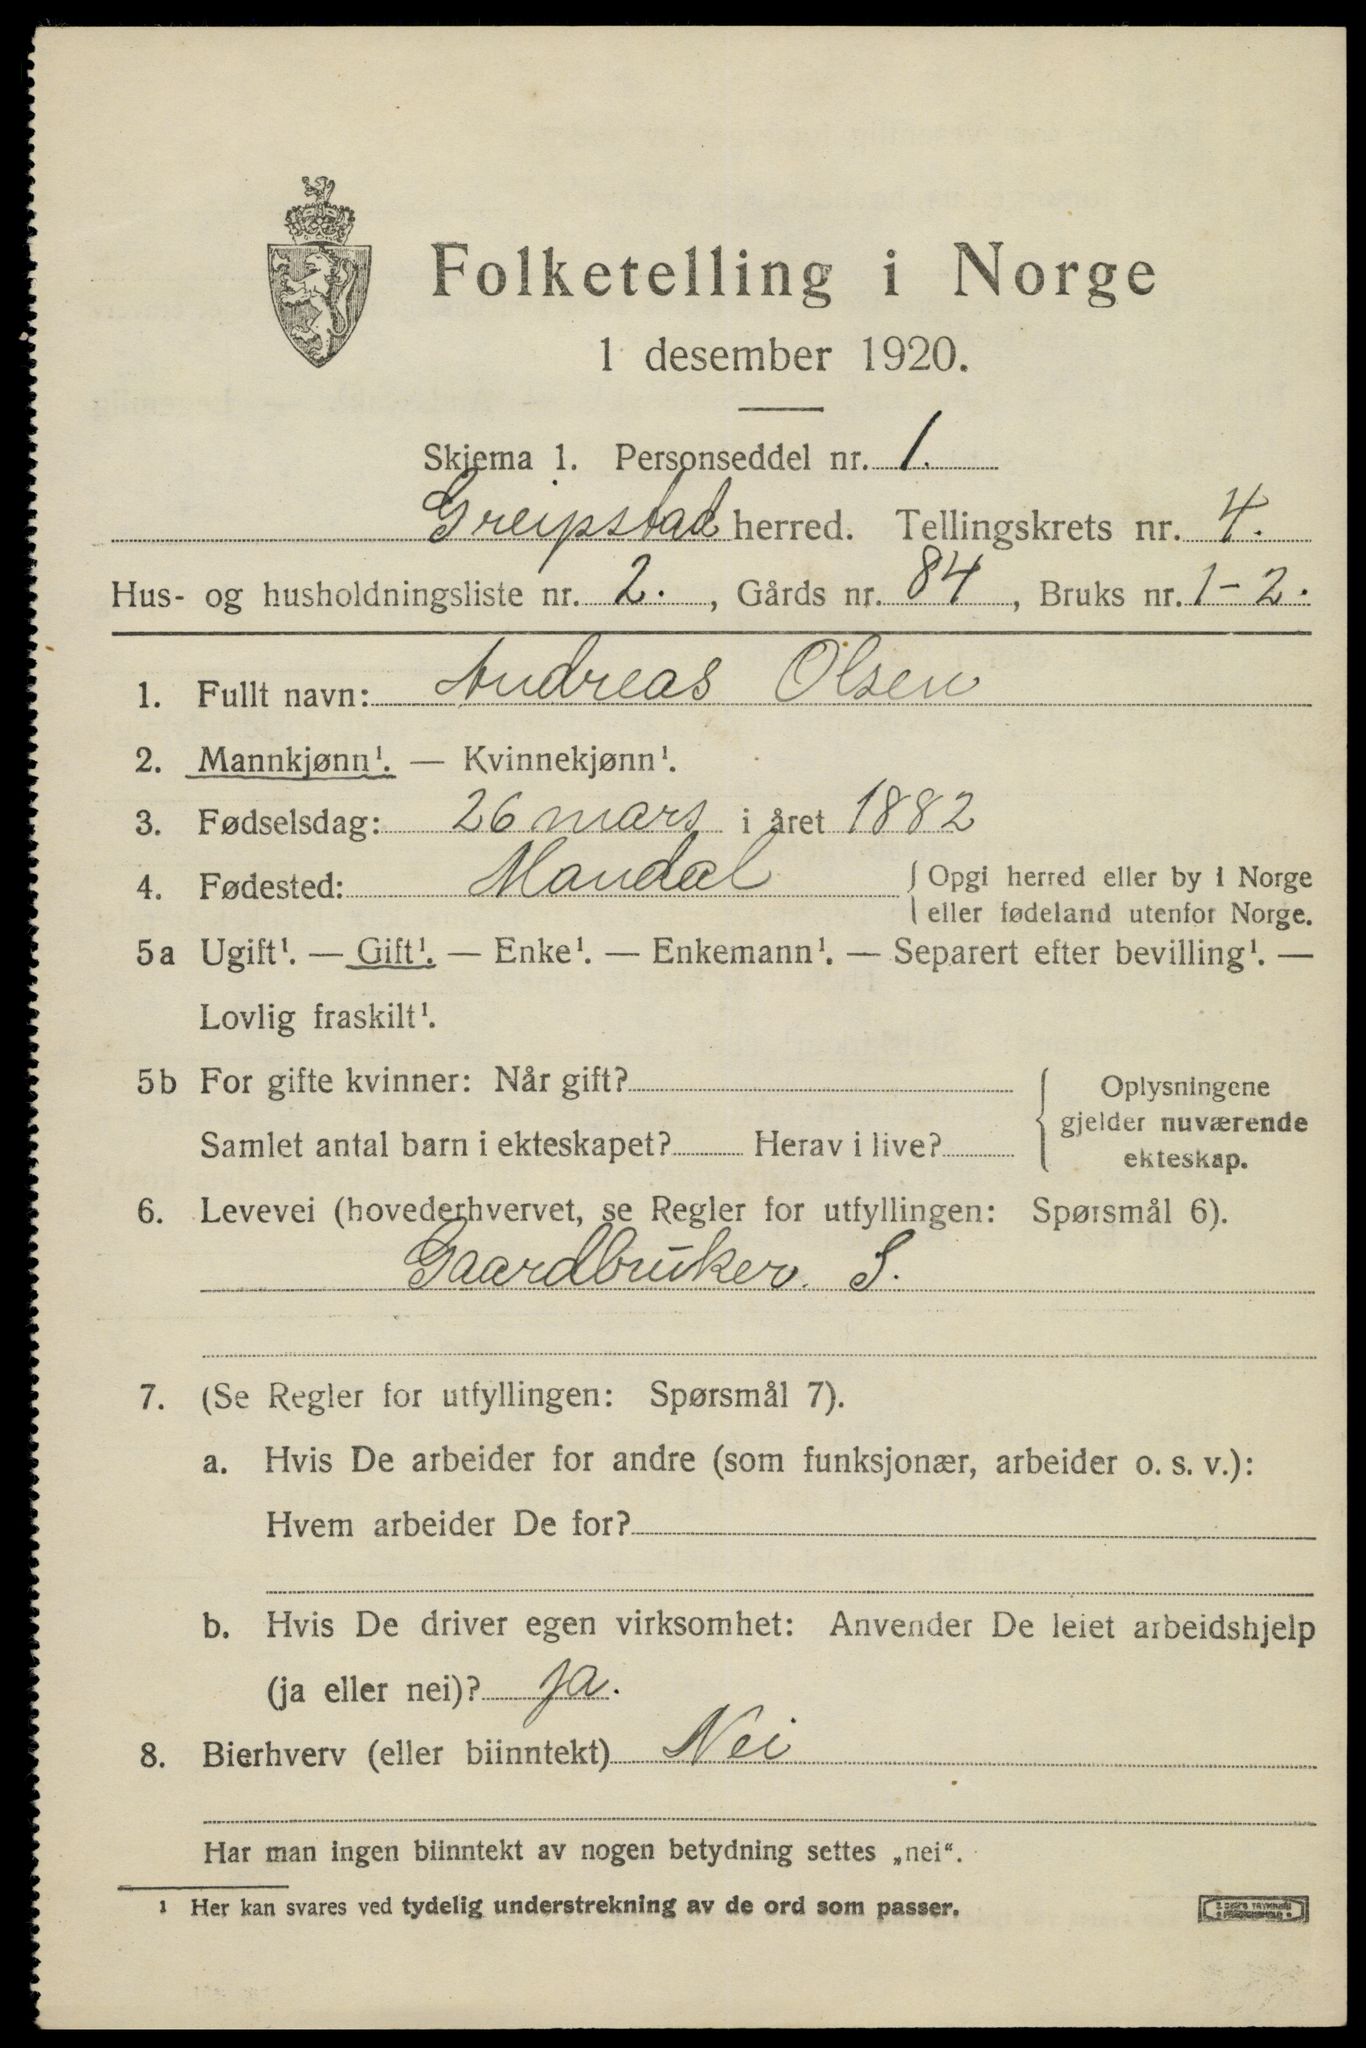 Folketelling i Norge
1 desember 1920.
Skjema 1. Personseddel nr. 1.
Greipstad herred. Tellingskrets nr. 4.
Hus- og husholdningsliste nr. 2., Gårds nr. 84, Bruks nr. 1-2.
1. Fullt navn: Andreas Olsen
2. Mannkjønn¹. — Kvinnekjønn¹.
3. Fødselsdag: 26 mars i året 1882
4. Fødested: Mandal { Opgi herred eller by i Norge
eller fødeland utenfor Norge.
5a Ugift¹. — Gift¹. — Enke¹. — Enkemann¹. — Separert efter bevilling¹. —
Lovlig fraskilt¹.
5b For gifte kvinner: Når gift?
Samlet antal barn i ekteskapet? Herav i live?
Oplysningene
gjelder nuværende
ekteskap.
6. Levevei (hovederhvervet, se Regler for utfyllingen: Spørsmål 6).
Gaardbruker. S.
7. (Se Regler for utfyllingen: Spørsmål 7).
a. Hvis De arbeider for andre (som funksjonær, arbeider o. s. v.):
Hvem arbeider De for?
b. Hvis De driver egen virksomhet: Anvender De leiet arbeidshjelp
(ja eller nei)? ja.
8. Bierhverv (eller biinntekt) Nei
Har man ingen biinntekt av nogen betydning settes „nei“.
1 Her kan svares ved tydelig understrekning av de ord som passer.